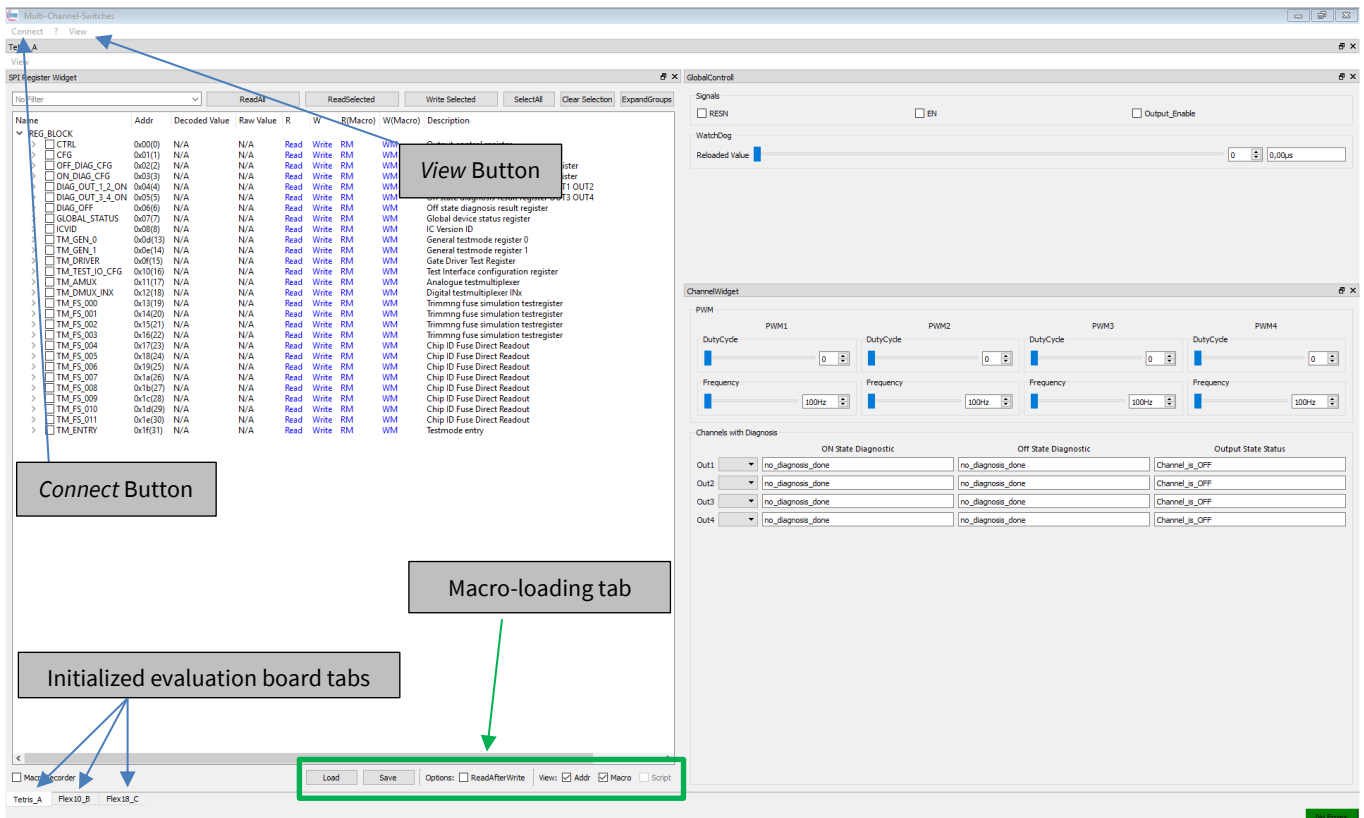 Multi-Channel-Switches
Connect ? View
Tetris_A
View
SPI Register Widget
No Filter ReadAll ReadSelected Write Selected SelectAll Clear Selection ExpandGroups
Name Addr Decoded Value Raw Value R W R(Macro) W(Macro) Description
REG_BLOCK
CTRL 0x00(0) N/A N/A Read Write RM WM Output control register
CFG 0x01(1) N/A N/A Read Write RM WM
OFF_DIAG_CFG 0x02(2) N/A N/A Read Write RM WM
ON_DIAG_CFG 0x03(3) N/A N/A Read Write RM WM
DIAG_OUT_1_2_ON 0x04(4) N/A N/A Read Write RM WM OUT2
DIAG_OUT_3_4_ON 0x05(5) N/A N/A Read Write RM WM Off state diagnosis result register OUT3 OUT4
DIAG_OFF 0x06(6) N/A N/A Read Write RM WM Off state diagnosis result register
GLOBAL_STATUS 0x07(7) N/A N/A Read Write RM WM Global device status register
ICVID 0x08(8) N/A N/A Read Write RM WM IC Version ID
TM_GEN_0 0x0d(13) N/A N/A Read Write RM WM General testmode register 0
TM_GEN_1 0x0e(14) N/A N/A Read Write RM WM General testmode register 1
TM_DRIVER 0x0f(15) N/A N/A Read Write RM WM Gate Driver Test Register
TM_TEST_IO_CFG 0x10(16) N/A N/A Read Write RM WM Test Interface configuration register
TM_AMUX 0x11(17) N/A N/A Read Write RM WM Analogue testmultiplexer
TM_DMUX_INX 0x12(18) N/A N/A Read Write RM WM Digital testmultiplexer INx
TM_FS_000 0x13(19) N/A N/A Read Write RM WM Trimmng fuse simulation testregister
TM_FS_001 0x14(20) N/A N/A Read Write RM WM Trimmng fuse simulation testregister
TM_FS_002 0x15(21) N/A N/A Read Write RM WM Trimmng fuse simulation testregister
TM_FS_003 0x16(22) N/A N/A Read Write RM WM Trimmng fuse simulation testregister
TM_FS_004 0x17(23) N/A N/A Read Write RM WM Chip ID Fuse Direct Readout
TM_FS_005 0x18(24) N/A N/A Read Write RM WM Chip ID Fuse Direct Readout
TM_FS_006 0x19(25) N/A N/A Read Write RM WM Chip ID Fuse Direct Readout
TM_FS_007 0x1a(26) N/A N/A Read Write RM WM Chip ID Fuse Direct Readout
TM_FS_008 0x1b(27) N/A N/A Read Write RM WM Chip ID Fuse Direct Readout
TM_FS_009 0x1c(28) N/A N/A Read Write RM WM Chip ID Fuse Direct Readout
TM_FS_010 0x1d(29) N/A N/A Read Write RM WM Chip ID Fuse Direct Readout
TM_FS_011 0x1e(30) N/A N/A Read Write RM WM Chip ID Fuse Direct Readout
TM_ENTRY 0x1f(31) N/A N/A Read Write RM WM Testmode entry
View Button
Connect Button
Macro-loading tab
Initialized evaluation board tabs
MacroRecorder Load Save Options: ReadAfterWrite View: Addr Macro Script
Tetris_A Flex10_B Flex18_C
GlobalControll
Signals
RESN EN Output_Enable
WatchDog
Reloaded Value 0 0,00µs
ChannelWidget
PWM
PWM1 PWM2 PWM3 PWM4
DutyCycle DutyCycle DutyCycle DutyCycle
0 0 0 0
Frequency Frequency Frequency Frequency
100Hz 100Hz 100Hz 100Hz
Channels with Diagnosis
ON State Diagnostic Off State Diagnostic Output State Status
Out1 no_diagnosis_done no_diagnosis_done Channel_is_OFF
Out2 no_diagnosis_done no_diagnosis_done Channel_is_OFF
Out3 no_diagnosis_done no_diagnosis_done Channel_is_OFF
Out4 no_diagnosis_done no_diagnosis_done Channel_is_OFF